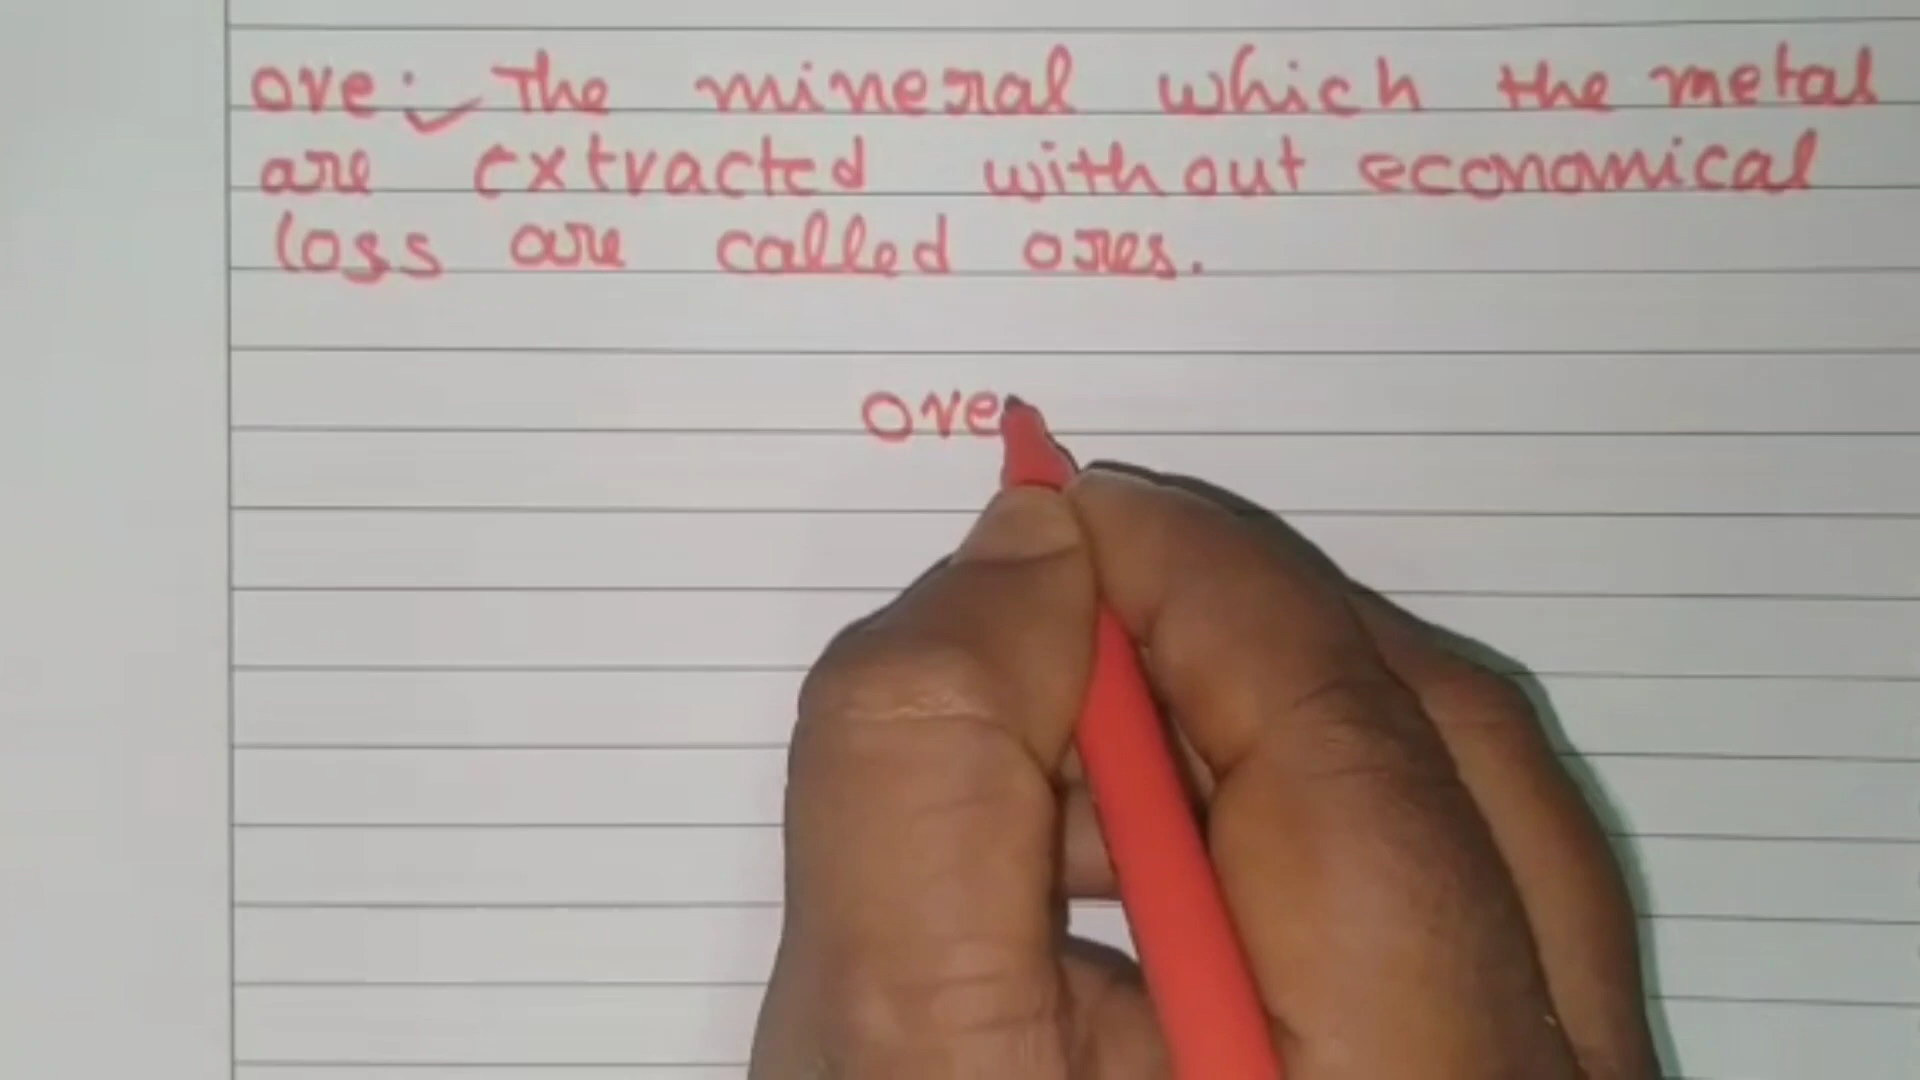 ore:- The mineral which the metal
are extracted without economical
loss are called ores.
ore